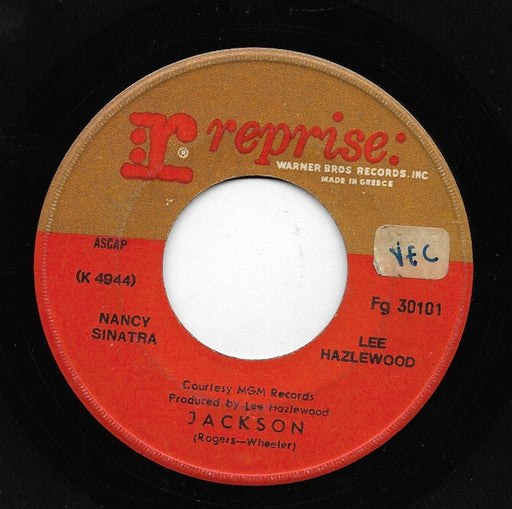 r® reprise:
WARNER BROS RECORDS, INC
MADE IN GREECE
ASCAP
VEC
(K 4944)
Fg 30101
NANCY
SINATRA
LEE
HAZLEWOOD
Courtesy MGM Records
Produced by Lee Hazlewood
JACKSON
(Rogers—Wheeler)